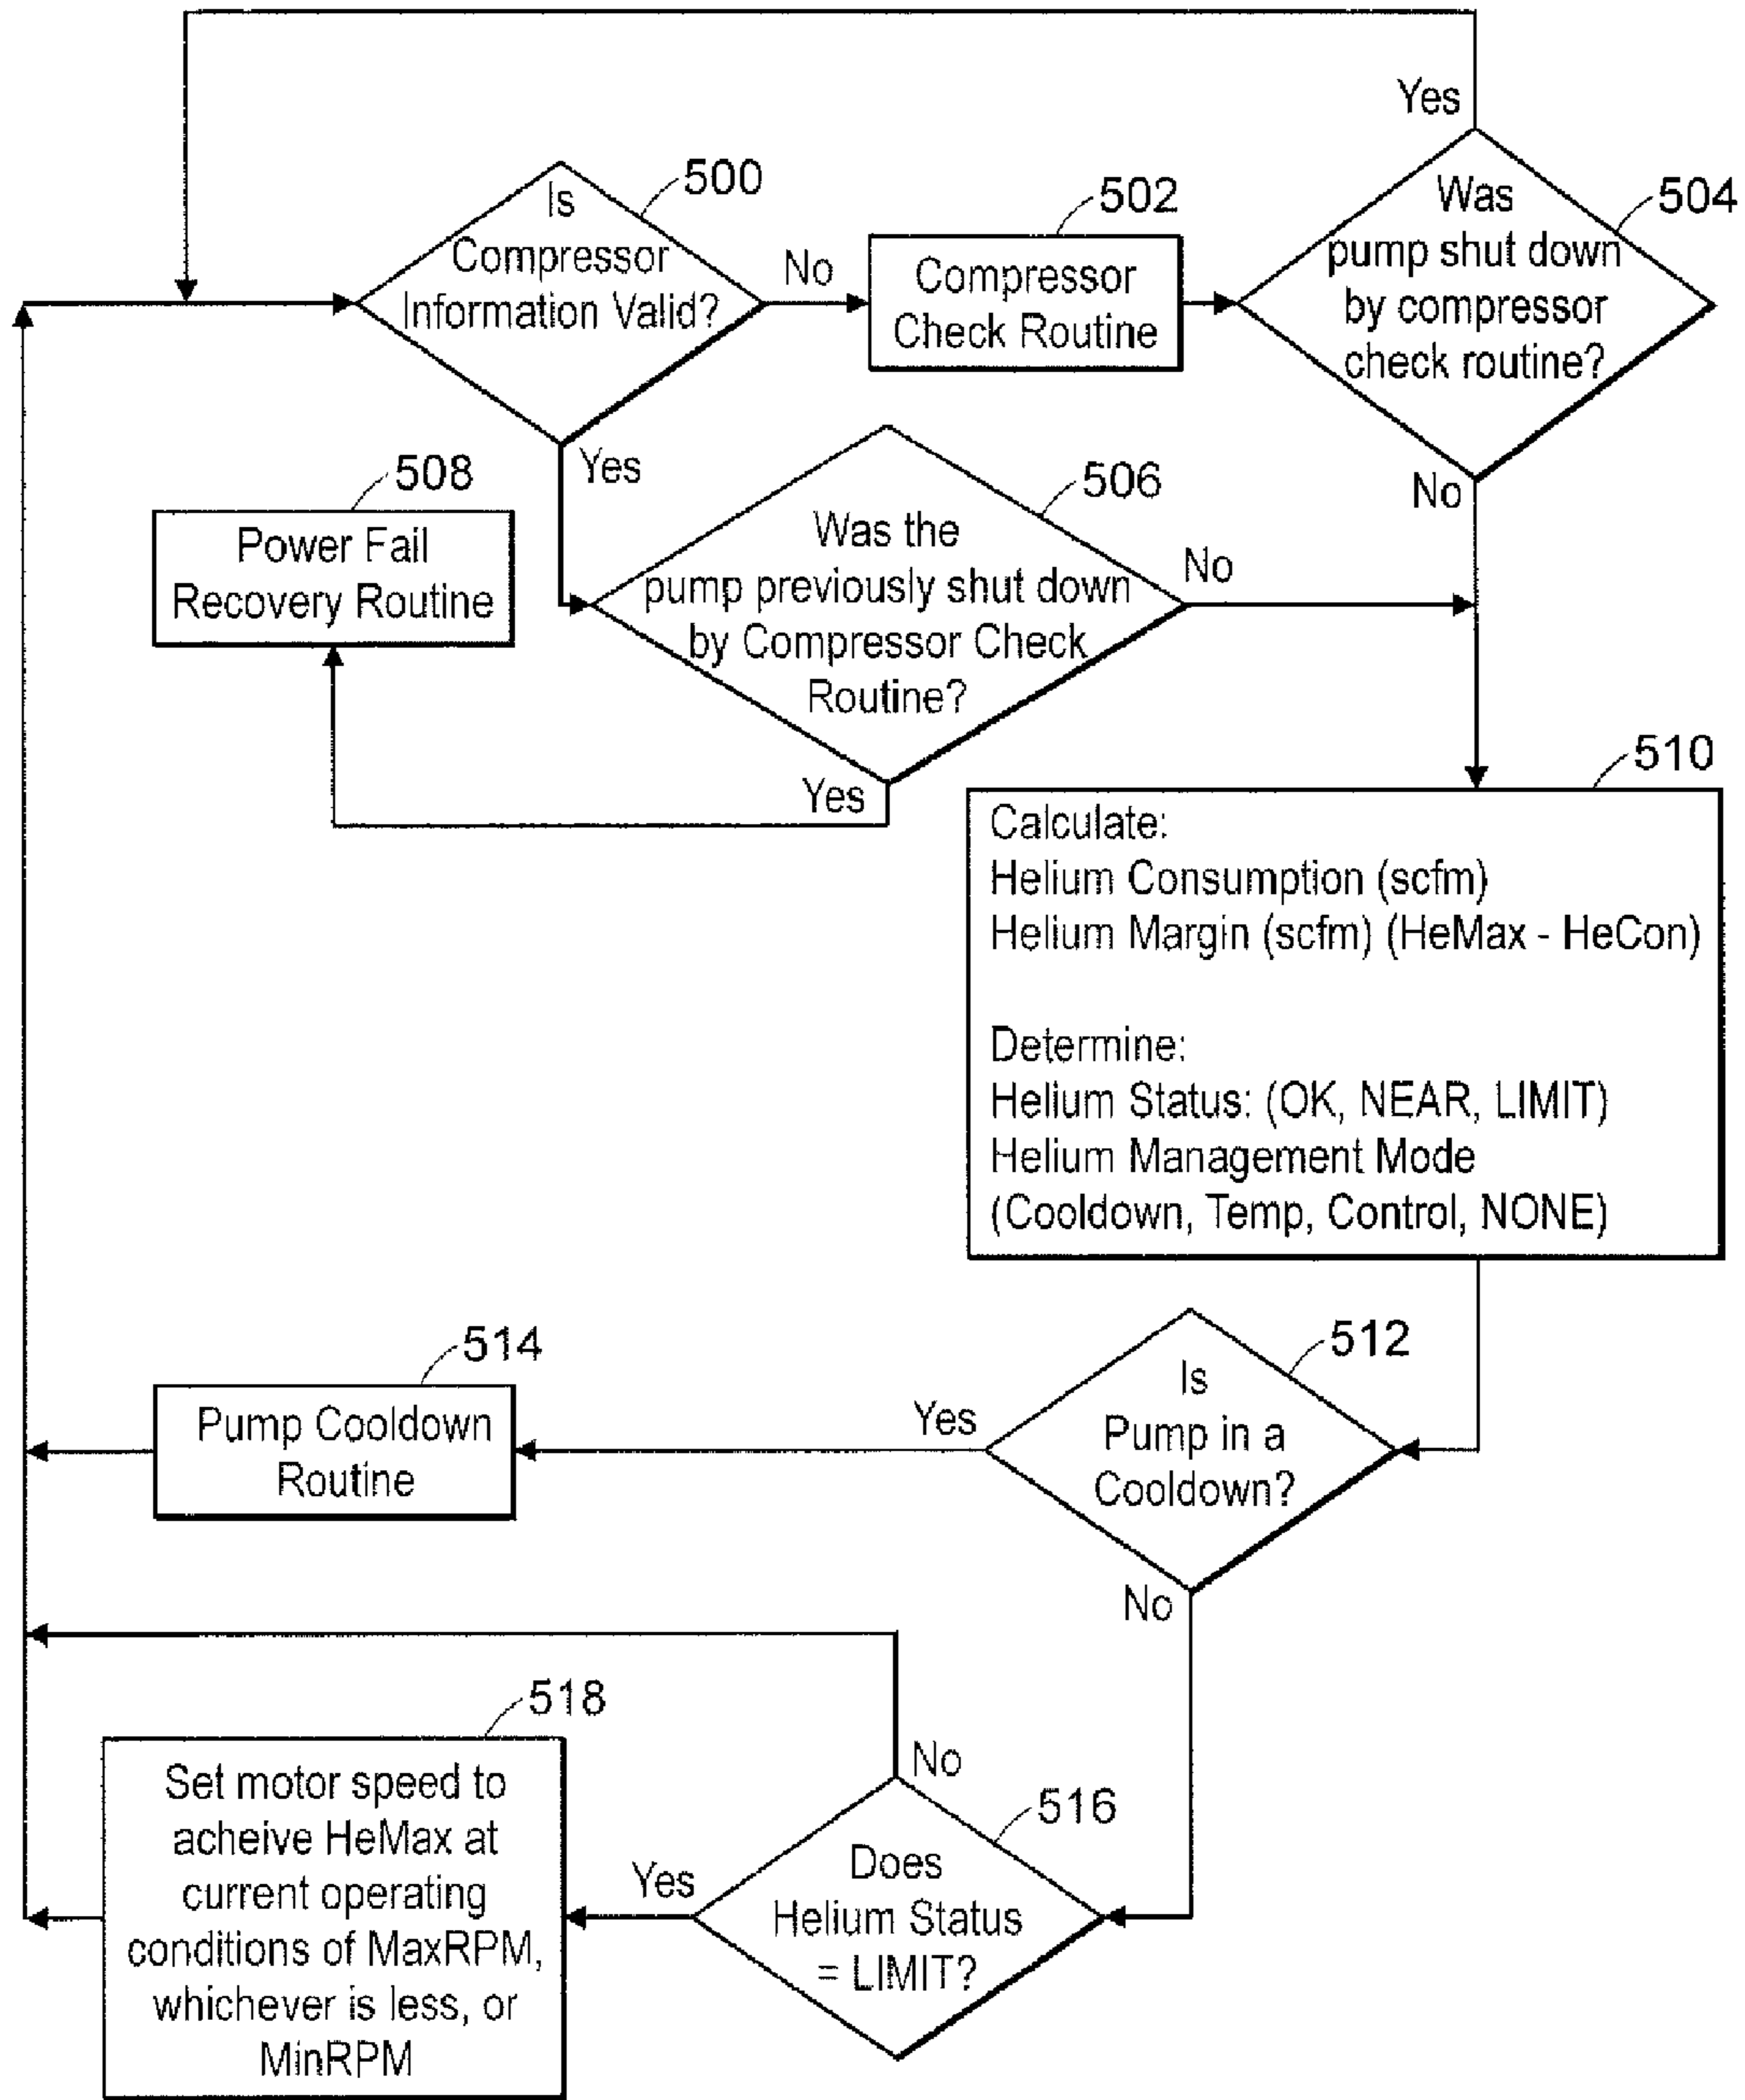 Yes
Is
Compressor
Information Valid?
500
No
502
Compressor
Check Routine
504
Was
pump shut down
by compressor
check routine?
Yes
No
508
Power Fail
Recovery Routine
506
Was the
pump previously shut down
by Compressor Check
Routine?
No
Yes
510
Calculate:
Helium Consumption (scfm)
Helium Margin (scfm) (HeMax - HeCon)
Determine:
Helium Status: (OK, NEAR, LIMIT)
Helium Management Mode
(Cooldown, Temp, Control, NONE)
512
Is
Pump in a
Cooldown?
Yes
514
Pump Cooldown
Routine
No
518
Set motor speed to
acheive HeMax at
current operating
conditions of MaxRPM,
whichever is less, or
MinRPM
No
516
Does
Helium Status
= LIMIT?
Yes